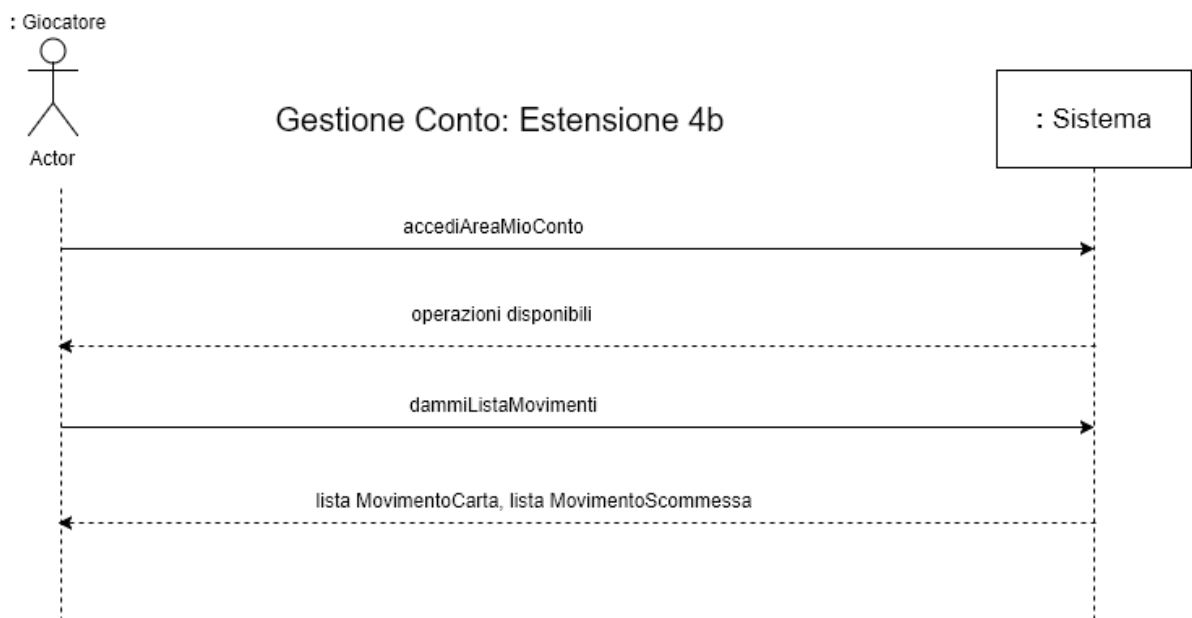 : Giocatore
Gestione Conto: Estensione 4b
: Sistema
Actor
accediAreaMioConto
operazioni disponibili
dammiListaMovimenti
lista MovimentoCarta, lista MovimentoScommessa